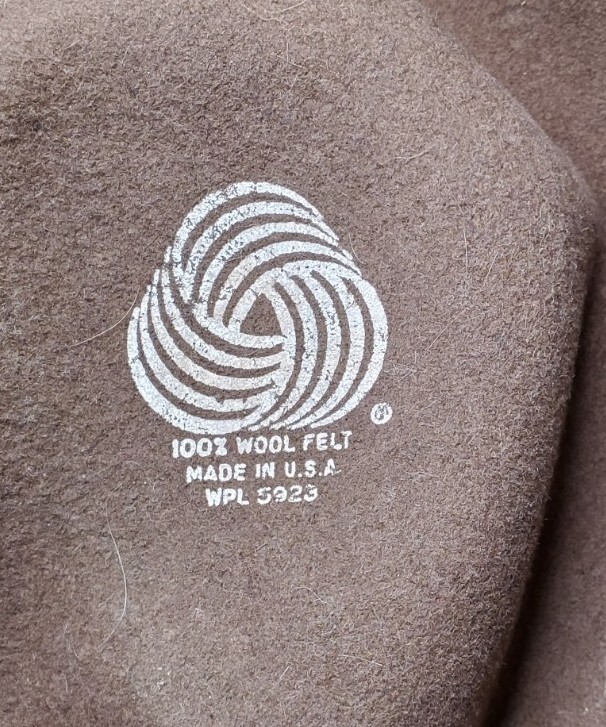 ®
100% WOOL FELT
MADE IN U.S.A.
WPL 5923